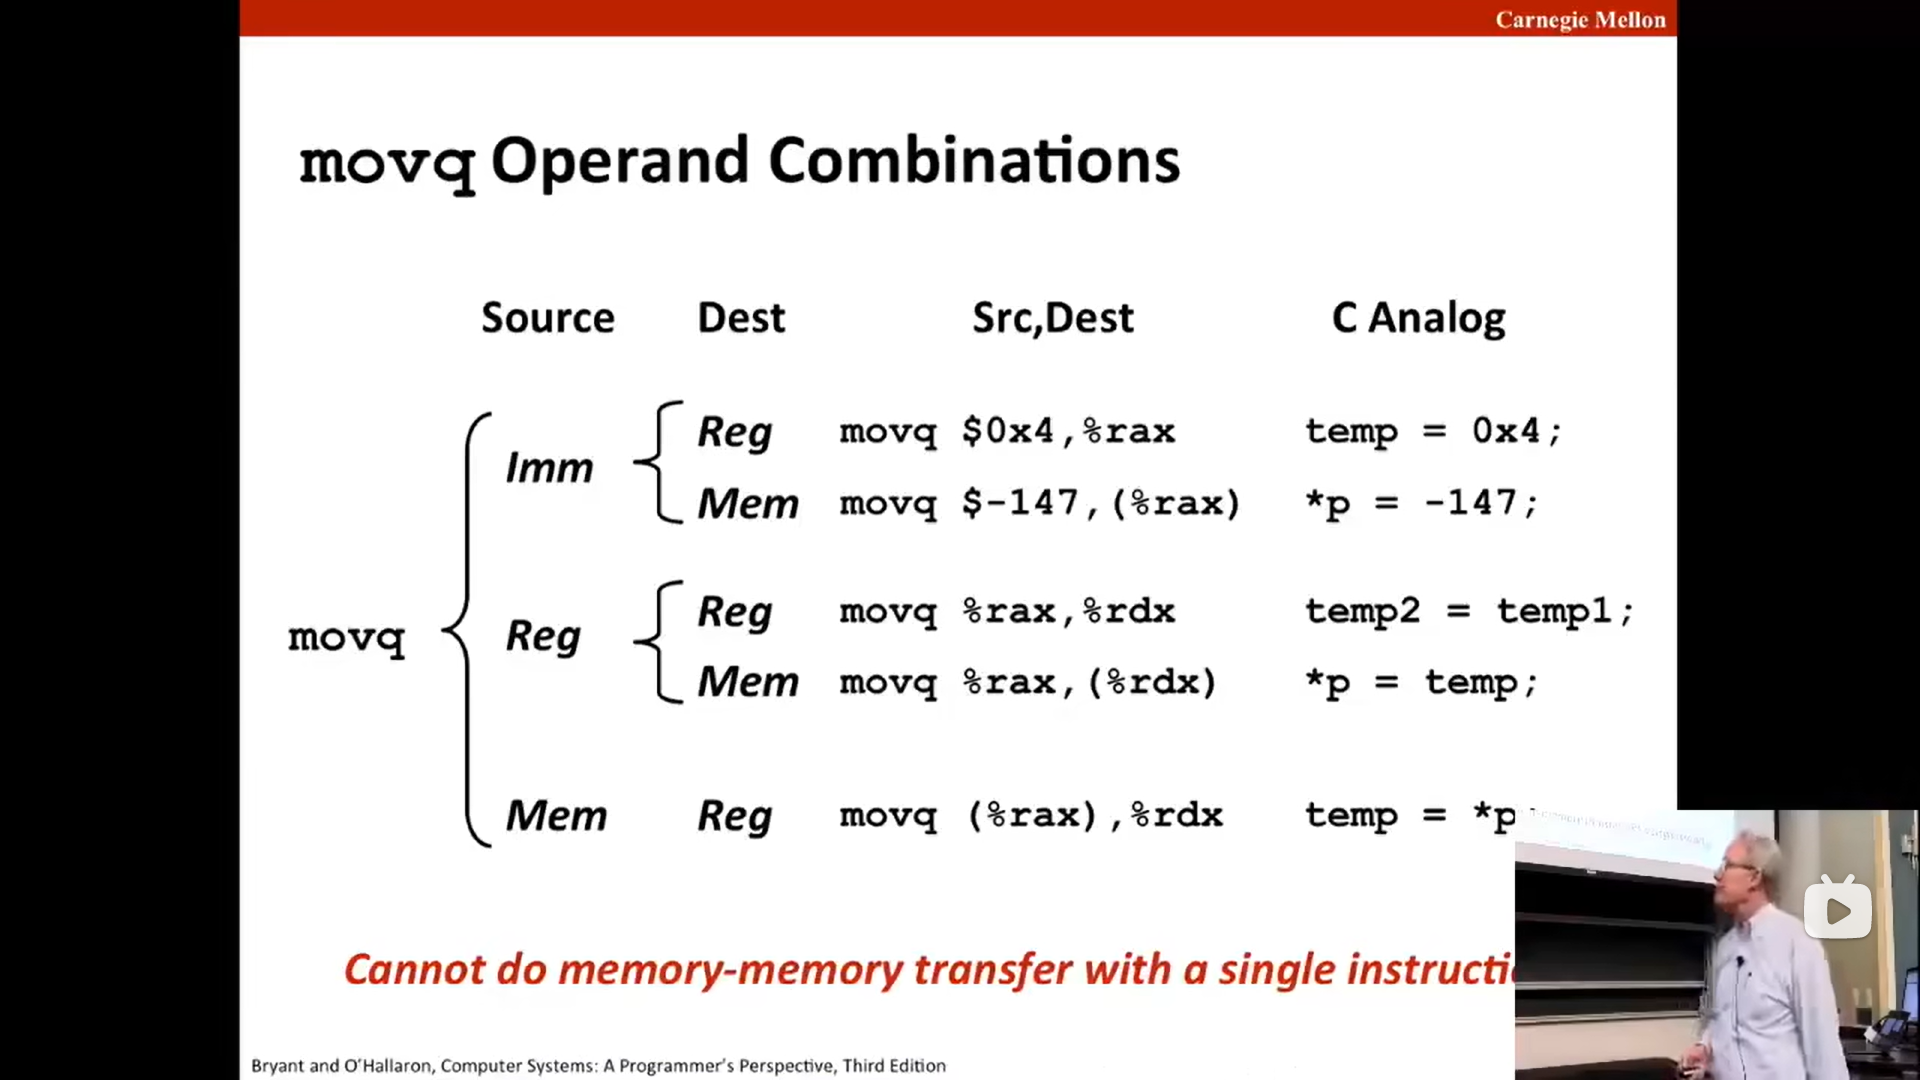 Carnegie Mellon
movq Operand Combinations
Source Dest Src,Dest C Analog
Imm
Reg movq $0x4,%rax temp = 0x4;
Mem movq $-147,(%rax) *p = -147;
movq
Reg
Reg movq %rax,%rdx temp2 = temp1;
Mem movq %rax,(%rdx) *p = temp;
Mem Reg movq (%rax),%rdx temp = *p
Cannot do memory-memory transfer with a single instructi
Bryant and O'Hallaron, Computer Systems: A Programmer's Perspective, Third Edition